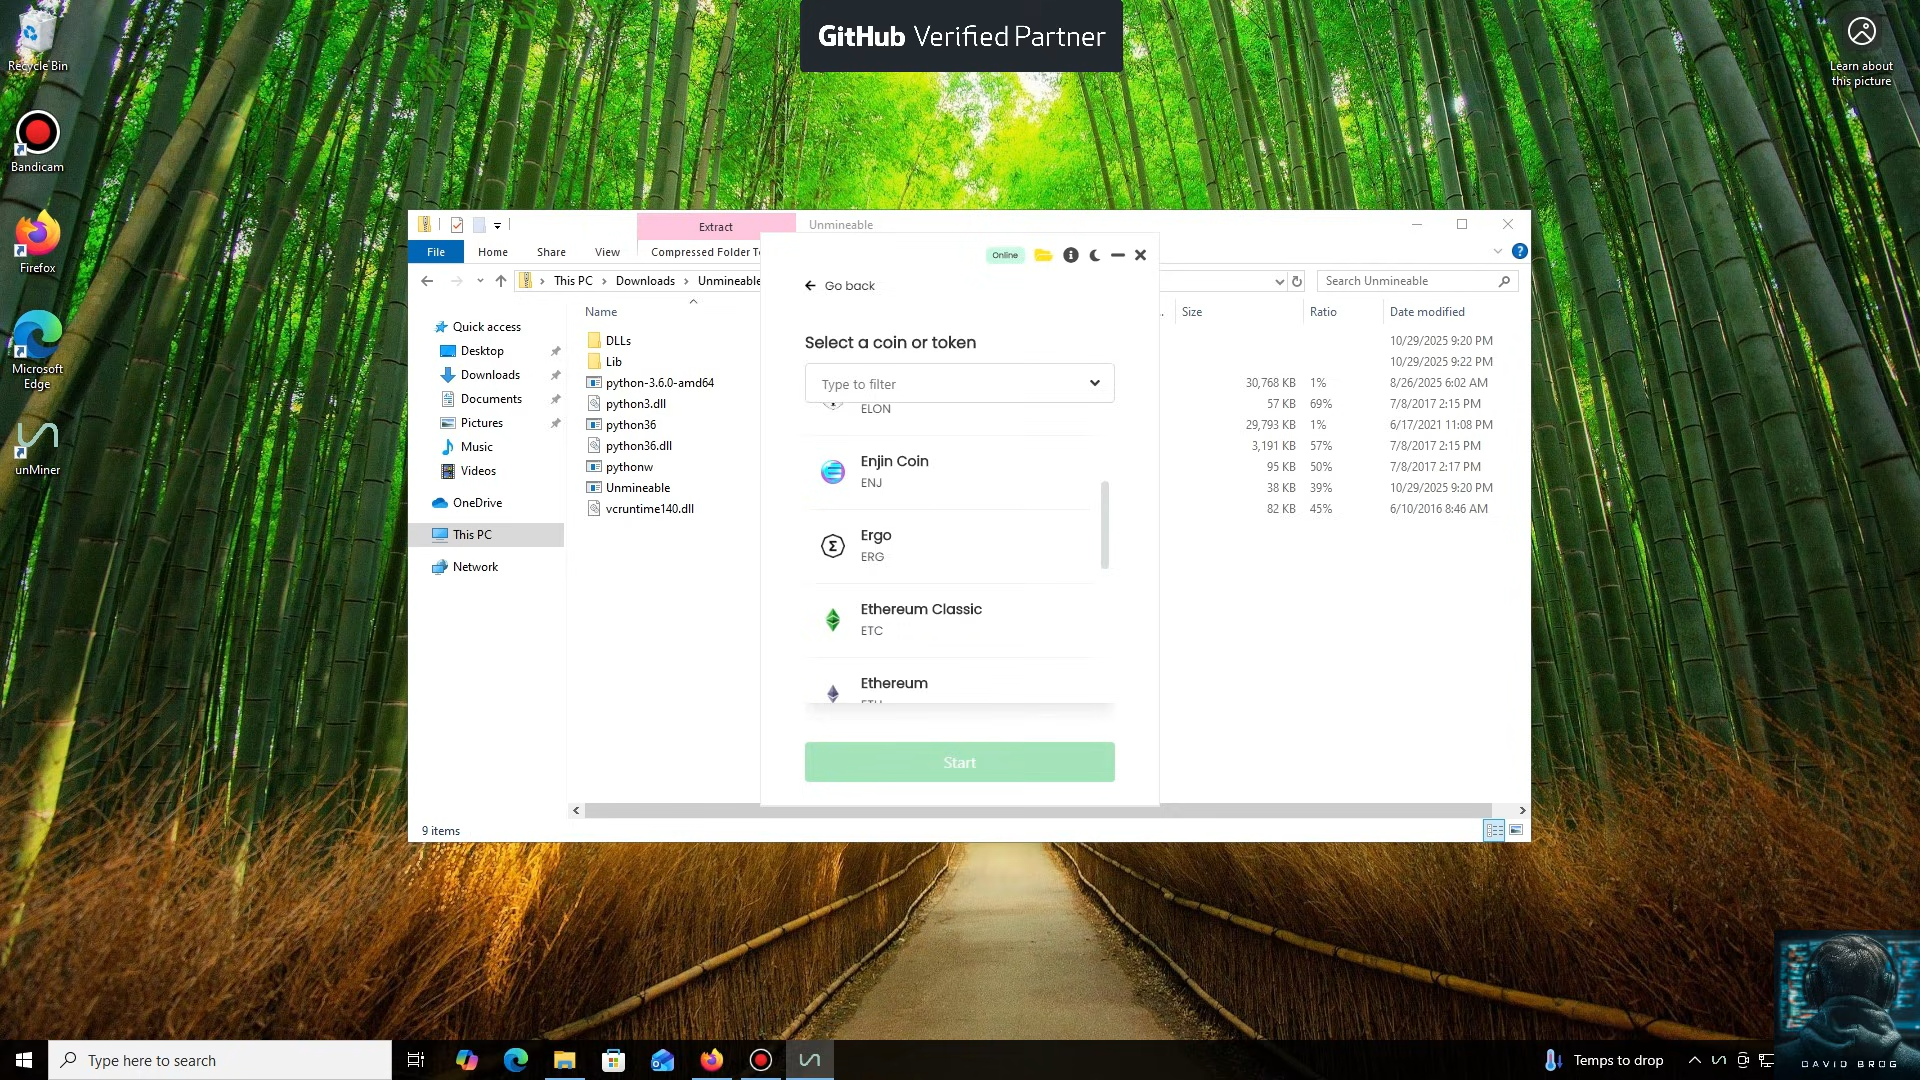 GitHub Verified Partner
Recycle Bin
Bandicam
Firefox
Microsoft
Edge
unMiner
Learn about
this picture
Extract
Unmineable
File
Home
Share
View
Compressed Folder T
This PC
Downloads
Unmineable
Search Unmineable
Quick access
Desktop
Downloads
Documents
Pictures
Music
Videos
OneDrive
This PC
Network
Name
Size
Ratio
Date modified
DLLs
10/29/2025 9:20 PM
Lib
10/29/2025 9:22 PM
python-3.6.0-amd64
30,768 KB
1%
8/26/2025 6:02 AM
python3.dll
57 KB
69%
7/8/2017 2:15 PM
python36
29,793 KB
1%
6/17/2021 11:08 PM
python36.dll
3,191 KB
57%
7/8/2017 2:15 PM
pythonw
95 KB
50%
7/8/2017 2:17 PM
Unmineable
38 KB
39%
10/29/2025 9:20 PM
vcruntime140.dll
82 KB
45%
6/10/2016 8:46 AM
Online
Go back
Select a coin or token
Type to filter
ELON
Enjin Coin
ENJ
Ergo
ERG
Ethereum Classic
ETC
Ethereum
Start
9 items
Type here to search
Temps to drop
DAVID BROG